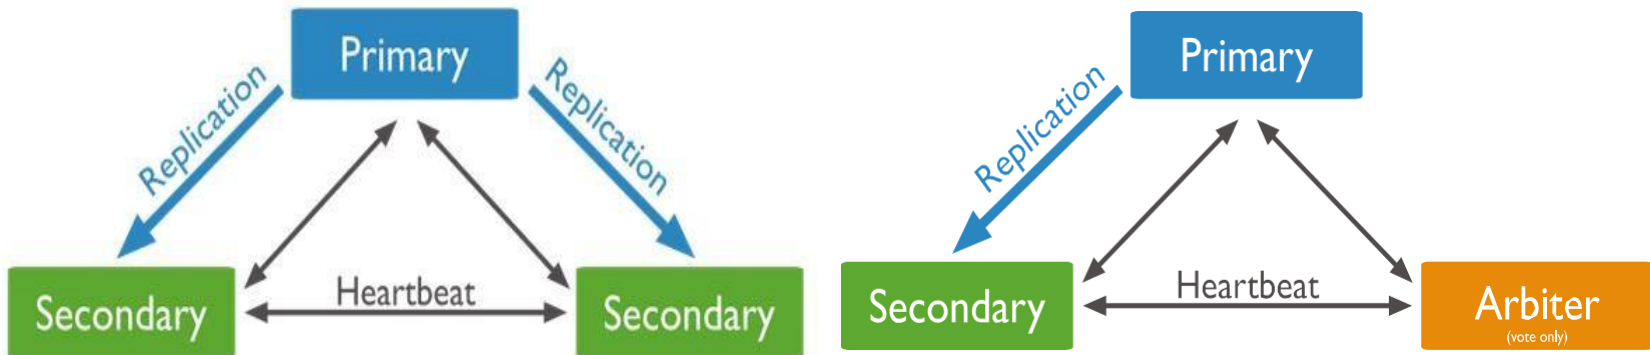 Primary
Replication
Replication
Secondary
Heartbeat
Secondary
Primary
Replication
Secondary
Heartbeat
Arbiter
(vote only)